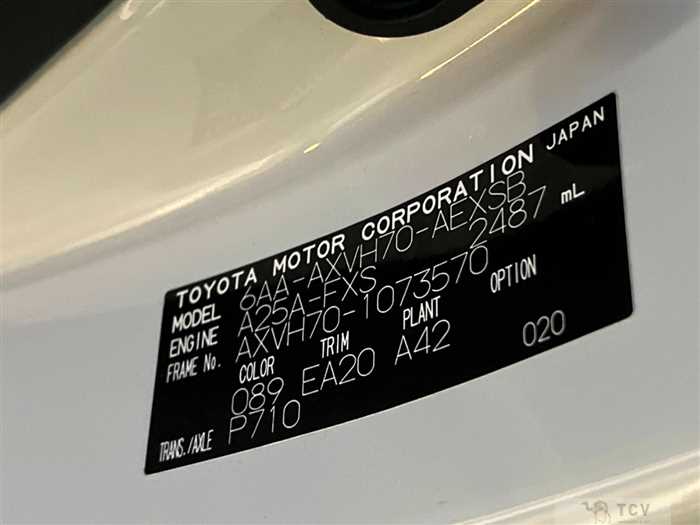 TOYOTA MOTOR CORPORATION JAPAN
MODEL 6AA-AXVH70-AEXSB
ENGINE A25A-FXS 2487 mL
FRAME No. AXVH70-1073570
COLOR TRIM PLANT OPTION
089 EA20 A42 020
TRANS./AXLE P710
TCV